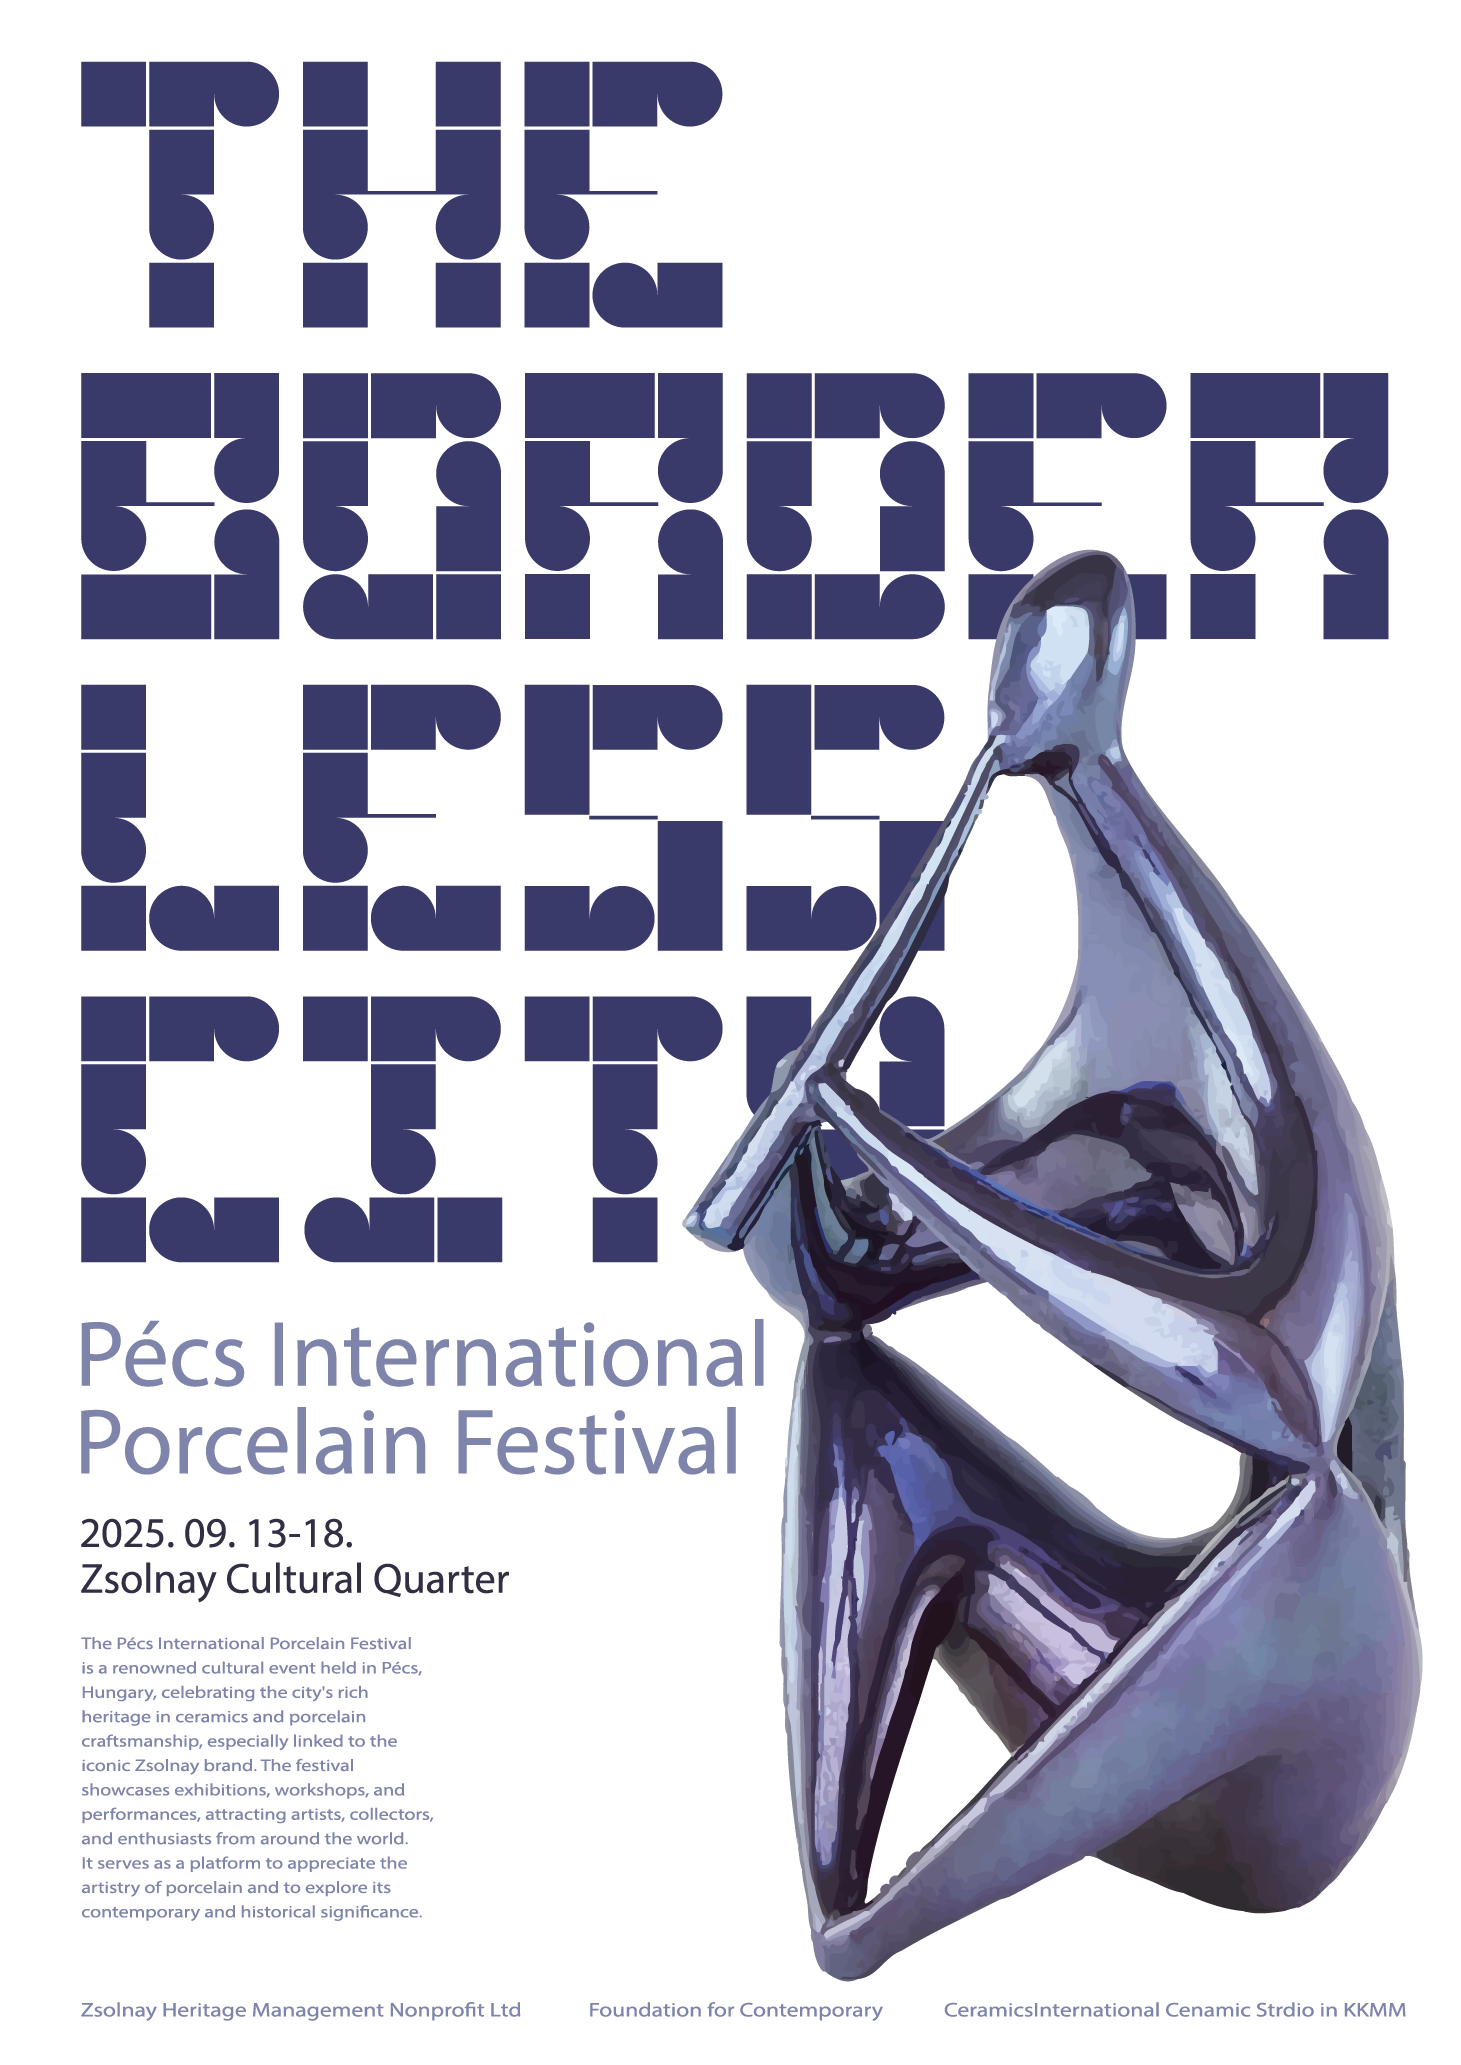 THE
BORDER
LESS
CITY
Pécs International
Porcelain Festival
2025. 09. 13-18.
Zsolnay Cultural Quarter
The Pécs International Porcelain Festival
is a renowned cultural event held in Pécs,
Hungary, celebrating the city's rich
heritage in ceramics and porcelain
craftsmanship, especially linked to the
iconic Zsolnay brand. The festival
showcases exhibitions, workshops, and
performances, attracting artists, collectors,
and enthusiasts from around the world.
It serves as a platform to appreciate the
artistry of porcelain and to explore its
contemporary and historical significance.
Zsolnay Heritage Management Nonprofit Ltd
Foundation for Contemporary
CeramicsInternational Cenamic Strdio in KKMM